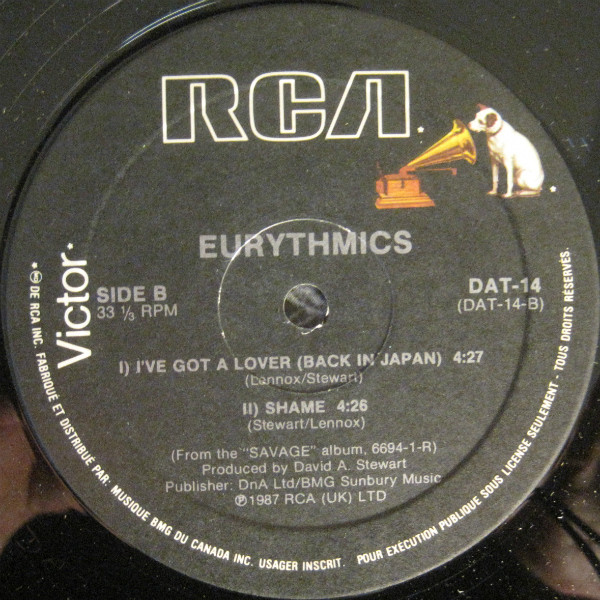 RCA
EURYTHMICS
Victor
SIDE B
33 ⅓ RPM
DAT-14
(DAT-14-B)
I) I'VE GOT A LOVER (BACK IN JAPAN) 4:27
(Lennox/Stewart)
II) SHAME 4:26
(Stewart/Lennox)
(From the "SAVAGE" album, 6694-1-R)
Produced by David A. Stewart
Publisher: DnA Ltd/BMG Sunbury Music
℗1987 RCA (UK) LTD
* ⓂD DE RCA INC. FABRIQUÉ ET DISTRIBUÉ PAR: MUSIQUE BMG DU CANADA INC. USAGER INSCRIT. POUR EXÉCUTION PUBLIQUE SOUS LICENSE SEULEMENT - TOUS DROITS RÉSERVÉS.